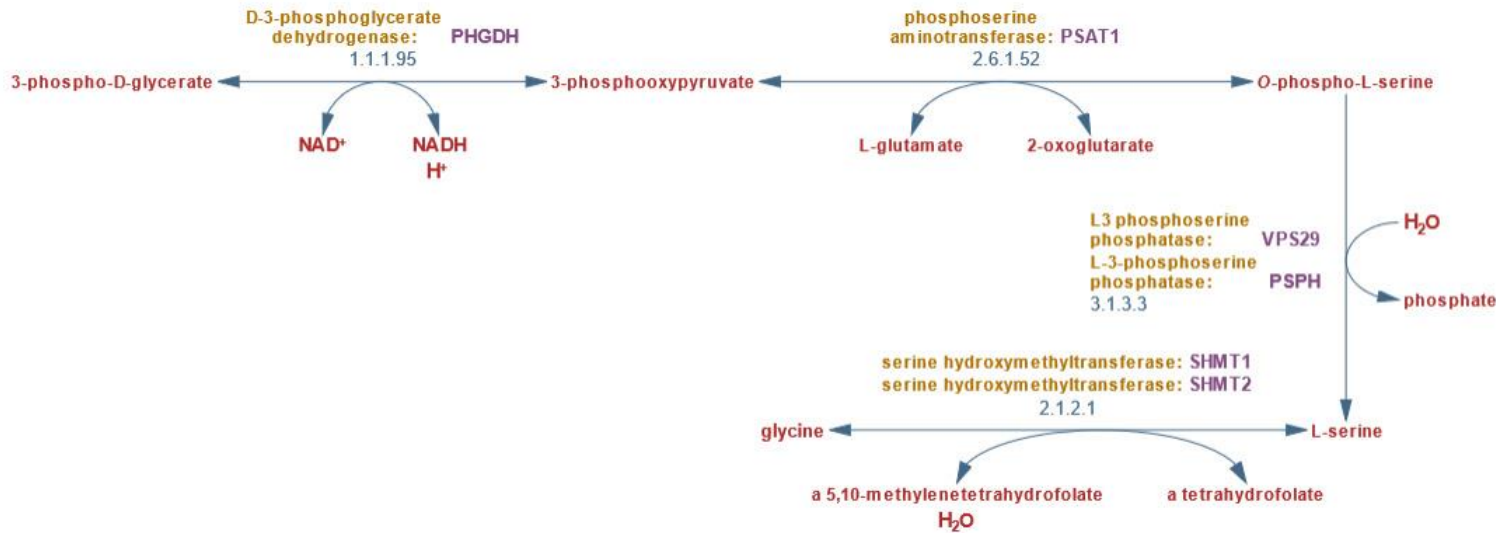 D-3-phosphoglycerate
dehydrogenase: PHGDH
1.1.1.95
phosphoserine
aminotransferase: PSAT1
2.6.1.52
3-phospho-D-glycerate
3-phosphooxypyruvate
O-phospho-L-serine
NAD⁺
NADH
H⁺
L-glutamate
2-oxoglutarate
L3 phosphoserine
phosphatase: VPS29
L-3-phosphoserine
phosphatase: PSPH
3.1.3.3
H₂O
phosphate
serine hydroxymethyltransferase: SHMT1
serine hydroxymethyltransferase: SHMT2
2.1.2.1
glycine
L-serine
a 5,10-methylenetetrahydrofolate
H₂O
a tetrahydrofolate